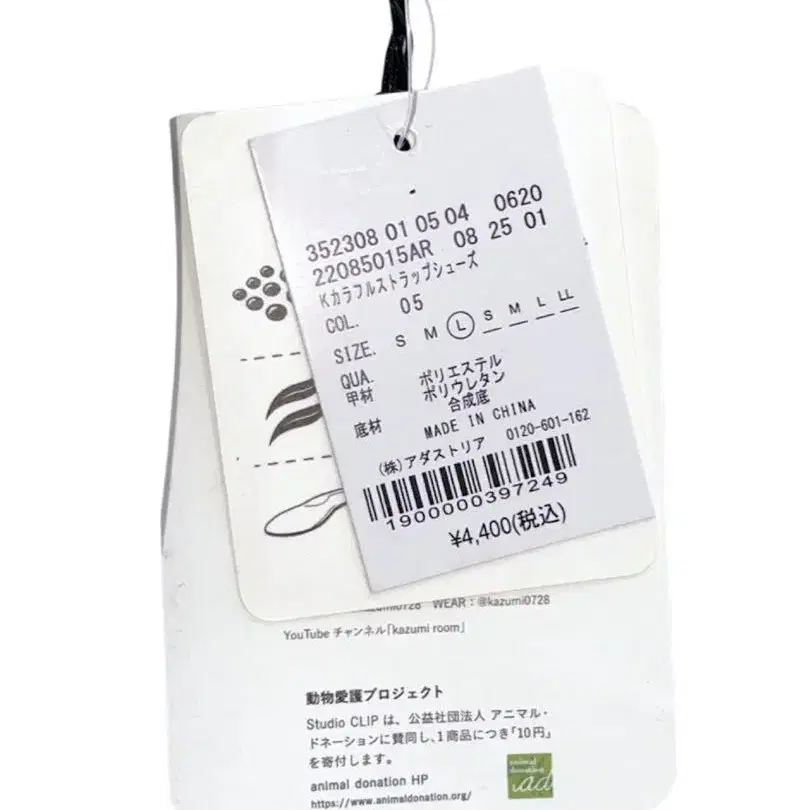 352308 01 05 04 0620
22085015AR 08 25 01
Kカラフルストラップシューズ
COL. 05
SIZE. S M L S M L LL
QUA. ポリエステル
甲材 ポリウレタン
底材 合成底
MADE IN CHINA
(株)アダストリア 0120-601-162
1900000397249
¥4,400(税込)
WEAR:@kazumi0728
YouTube チャンネル「kazumi room」
動物愛護プロジェクト
Studio CLIP は、公益社団法人 アニマル・
ドネーションに賛同し、1商品につき「10円」
を寄付します。
animal donation HP
https://www.animaldonation.org/
animal
donating
ad